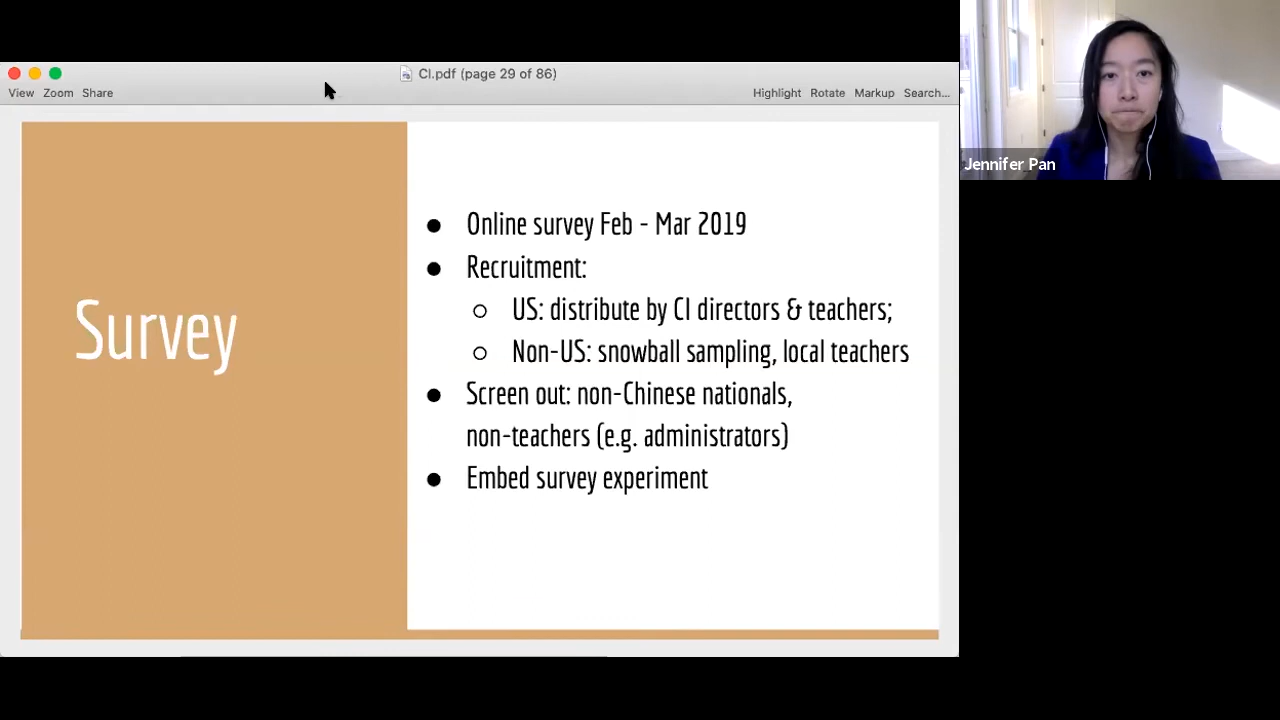 CI.pdf (page 29 of 86)
View Zoom Share
Highlight Rotate Markup Search...
Jennifer Pan
Survey
● Online survey Feb - Mar 2019
● Recruitment:
○ US: distribute by CI directors & teachers;
○ Non-US: snowball sampling, local teachers
● Screen out: non-Chinese nationals,
non-teachers (e.g. administrators)
● Embed survey experiment